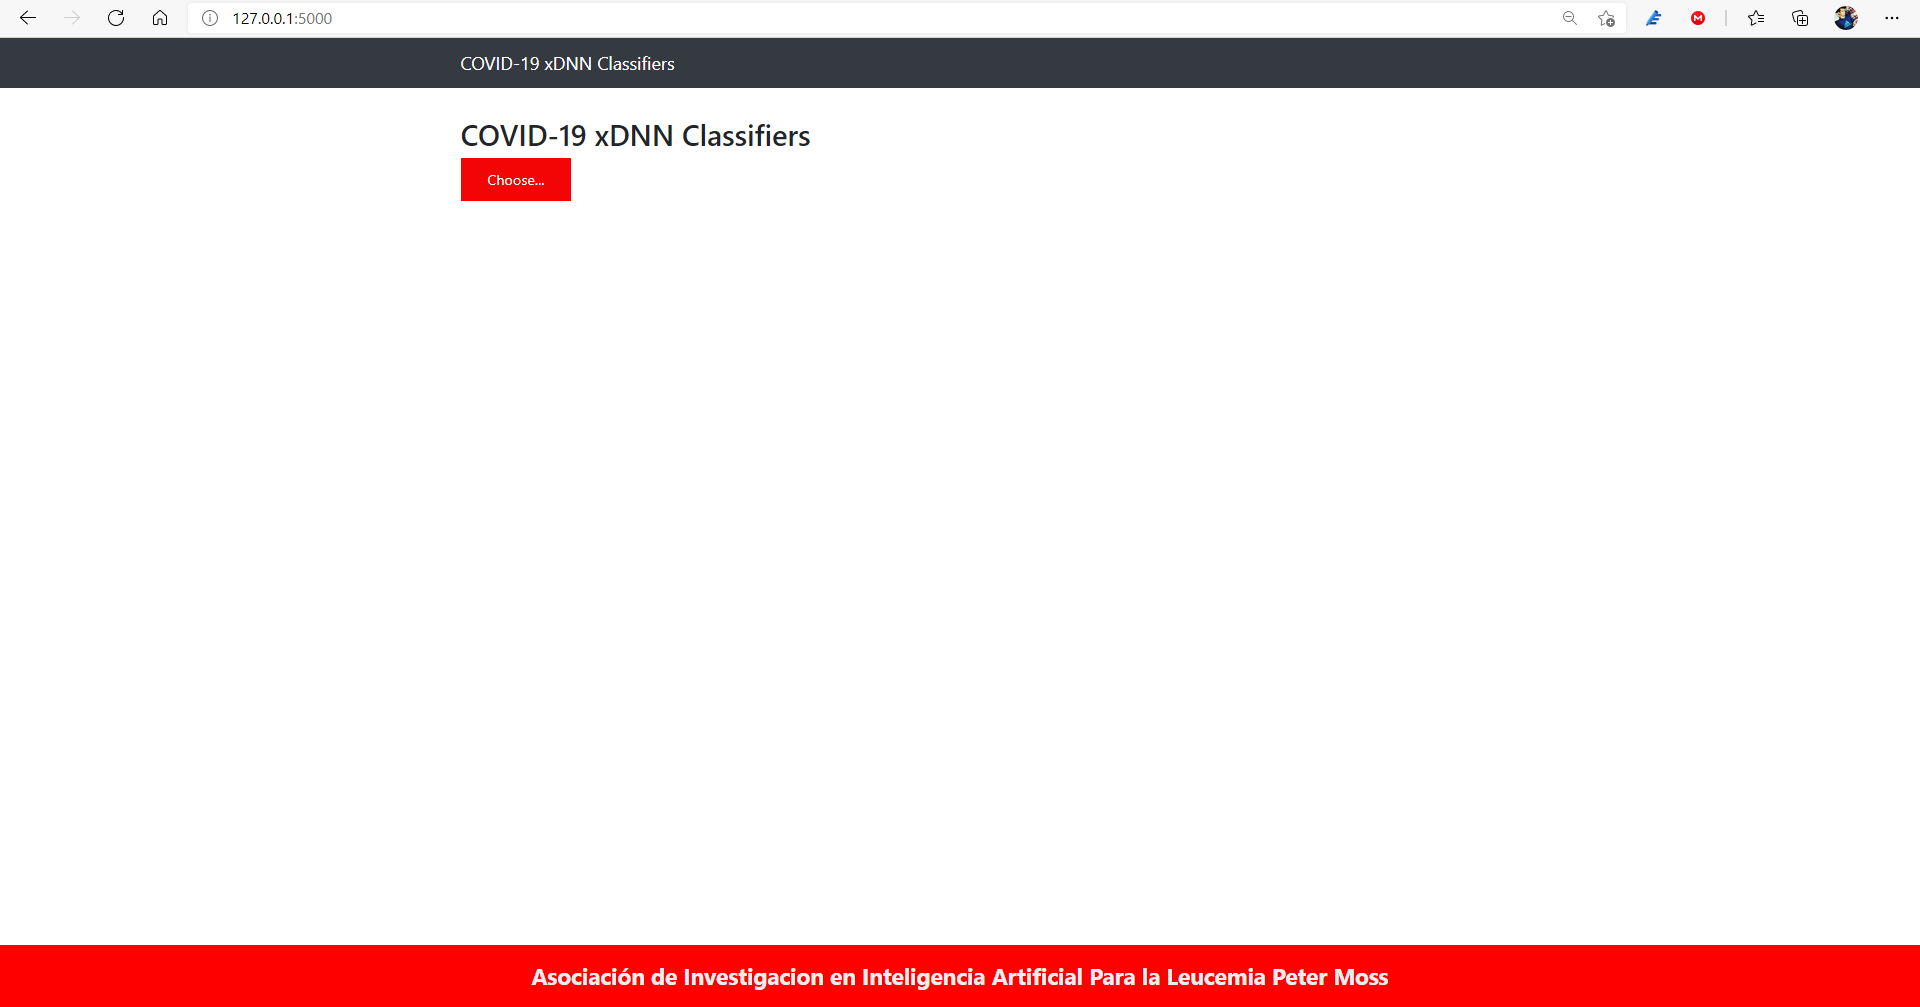 127.0.0.1:5000
COVID-19 xDNN Classifiers
COVID-19 xDNN Classifiers
Choose...
Asociación de Investigacion en Inteligencia Artificial Para la Leucemia Peter Moss